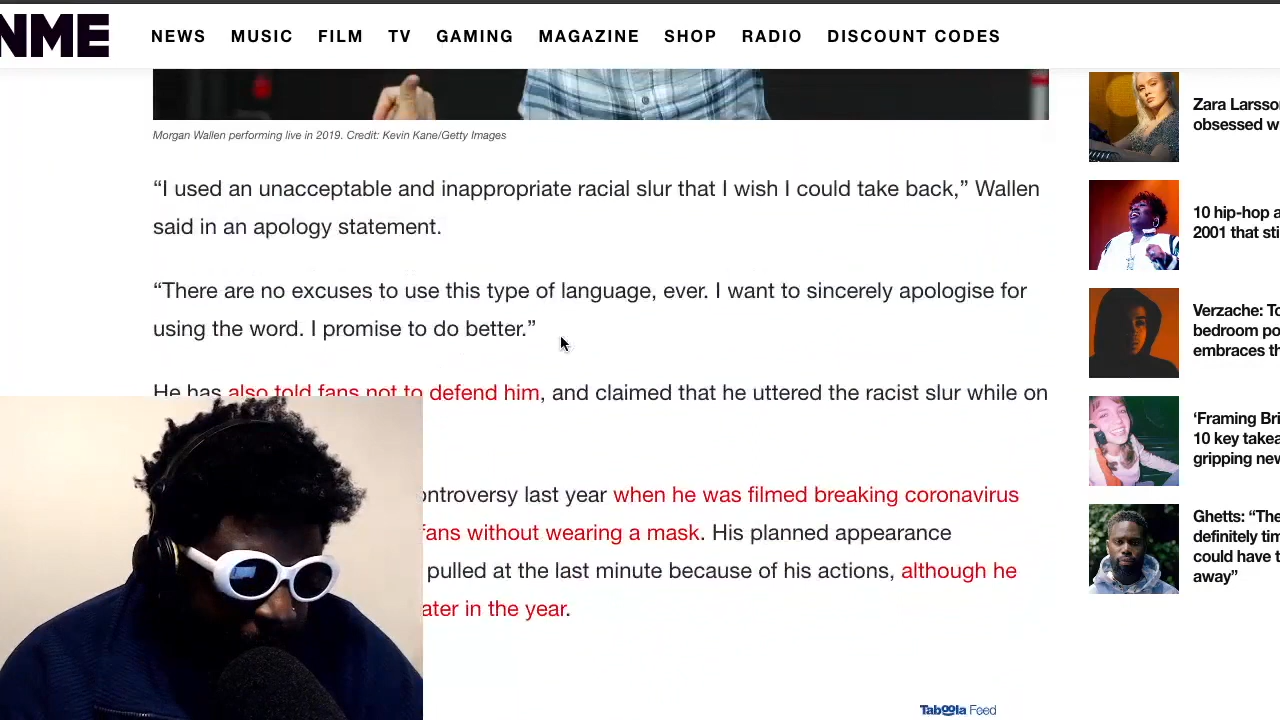 NME
NEWS MUSIC FILM TV GAMING MAGAZINE SHOP RADIO DISCOUNT CODES
Morgan Wallen performing live in 2019. Credit: Kevin Kane/Getty Images
“I used an unacceptable and inappropriate racial slur that I wish I could take back,” Wallen
said in an apology statement.
“There are no excuses to use this type of language, ever. I want to sincerely apologise for
using the word. I promise to do better.”
He has also told fans not to defend him, and claimed that he uttered the racist slur while on
ontroversy last year when he was filmed breaking coronavirus
fans without wearing a mask. His planned appearance
pulled at the last minute because of his actions, although he
ater in the year.
Taboola Feed
Zara Larsso
obsessed w
10 hip-hop a
2001 that sti
Verzache: To
bedroom po
embraces th
‘Framing Bri
10 key takea
gripping nev
Ghetts: “The
definitely tim
could have t
away”